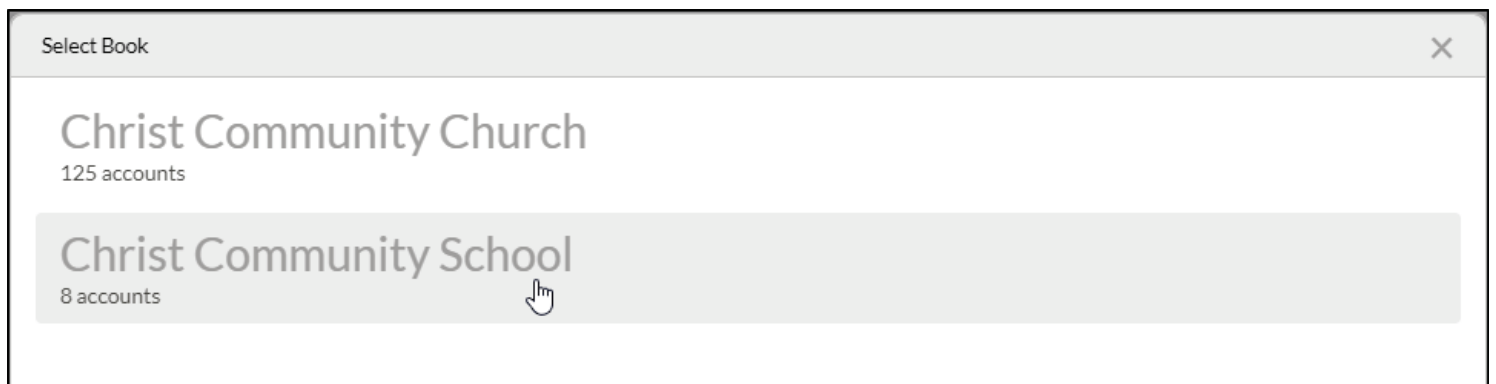 Select Book
Christ Community Church
125 accounts
Christ Community School
8 accounts